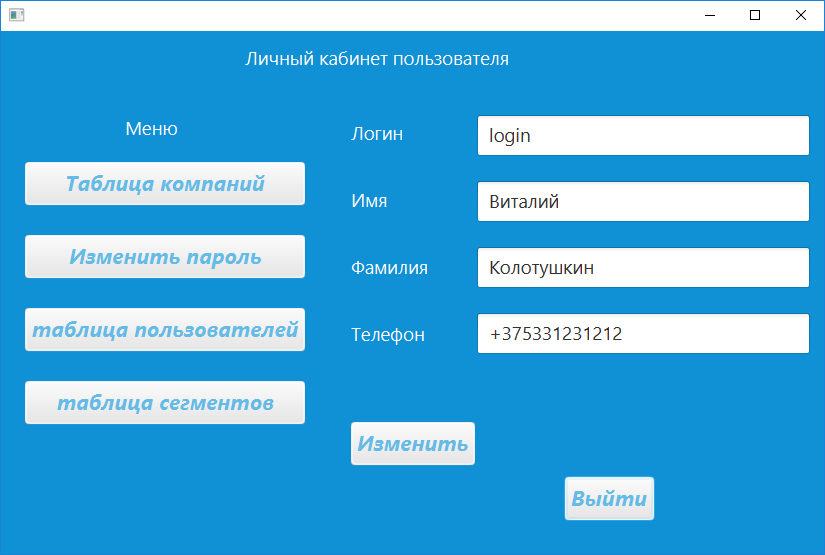 Личный кабинет пользователя
Меню
Таблица компаний
Изменить пароль
таблица пользователей
таблица сегментов
Логин
login
Имя
Виталий
Фамилия
Колотушкин
Телефон
+375331231212
Изменить
Выйти